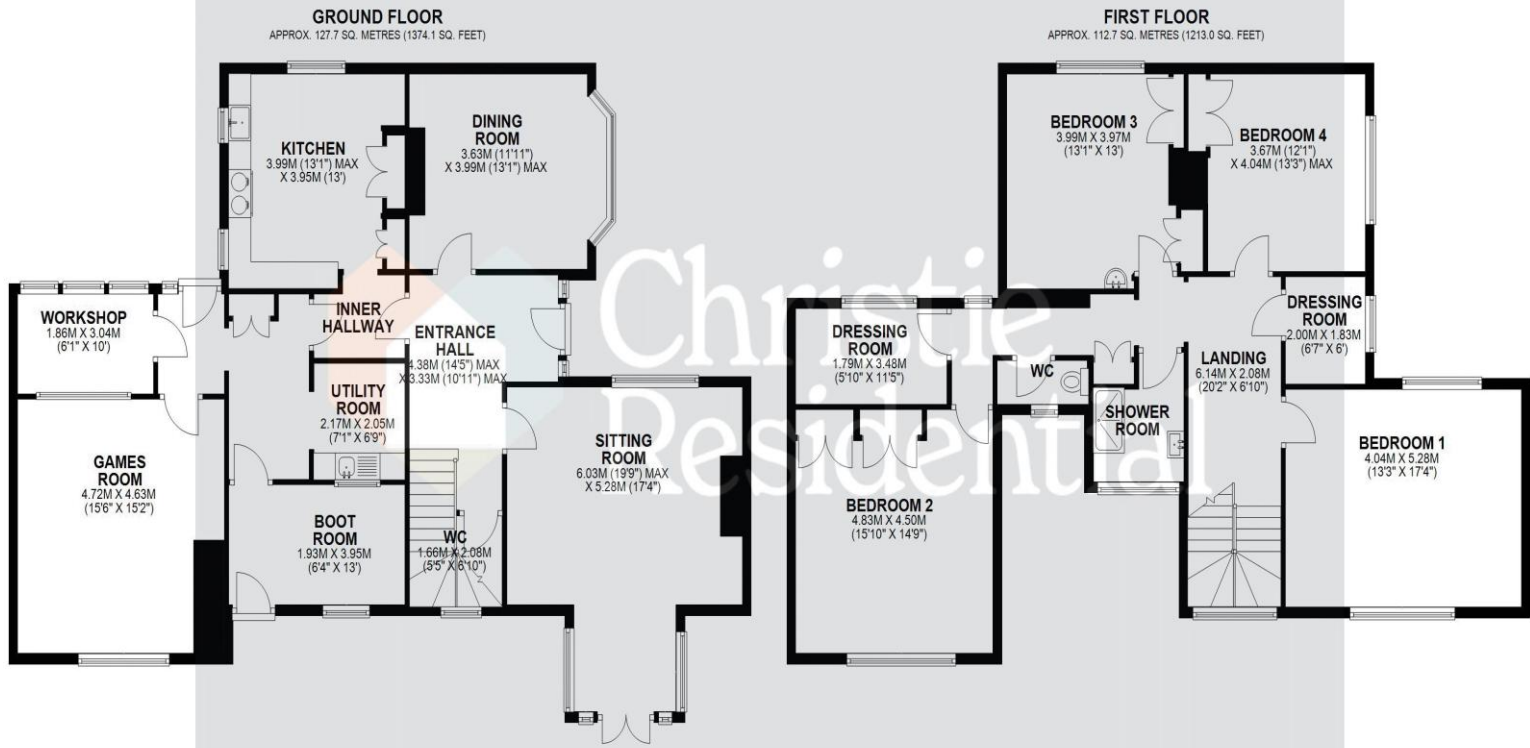 GROUND FLOOR
APPROX. 127.7 SQ. METRES (1374.1 SQ. FEET)
KITCHEN
3.99M (13'1") MAX
X 3.95M (13')
DINING
ROOM
3.63M (11'11")
X 3.99M (13'1") MAX
WORKSHOP
1.86M X 3.04M
(6'1" X 10')
INNER
HALLWAY
ENTRANCE
HALL
4.38M (14'5") MAX
X 3.33M (10'11") MAX
UTILITY
ROOM
2.17M X 2.05M
(7'1" X 6'9")
GAMES
ROOM
4.72M X 4.63M
(15'6" X 15'2")
SITTING
ROOM
6.03M (19'9") MAX
X 5.28M (17'4")
BOOT
ROOM
1.93M X 3.95M
(6'4" X 13')
WC
1.66M X 2.08M
(5'5" X 6'10")
FIRST FLOOR
APPROX. 112.7 SQ. METRES (1213.0 SQ. FEET)
BEDROOM 3
3.99M X 3.97M
(13'1" X 13')
BEDROOM 4
3.67M (12'1")
X 4.04M (13'3") MAX
DRESSING
ROOM
2.00M X 1.83M
(6'7" X 6')
DRESSING
ROOM
1.79M X 3.48M
(5'10" X 11'5")
WC
LANDING
6.14M X 2.08M
(20'2" X 6'10")
SHOWER
ROOM
BEDROOM 1
4.04M X 5.28M
(13'3" X 17'4")
BEDROOM 2
4.83M X 4.50M
(15'10" X 14'9")
Christie
Residential